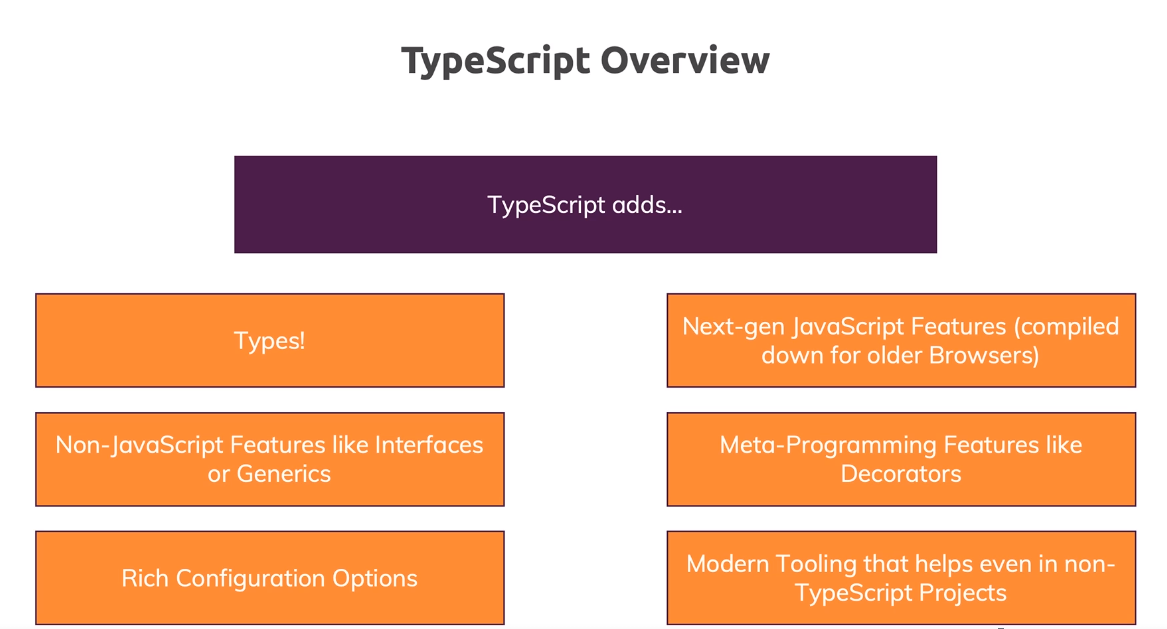 TypeScript Overview
TypeScript adds...
Types!
Next-gen JavaScript Features (compiled
down for older Browsers)
Non-JavaScript Features like Interfaces
or Generics
Meta-Programming Features like
Decorators
Rich Configuration Options
Modern Tooling that helps even in non-
TypeScript Projects